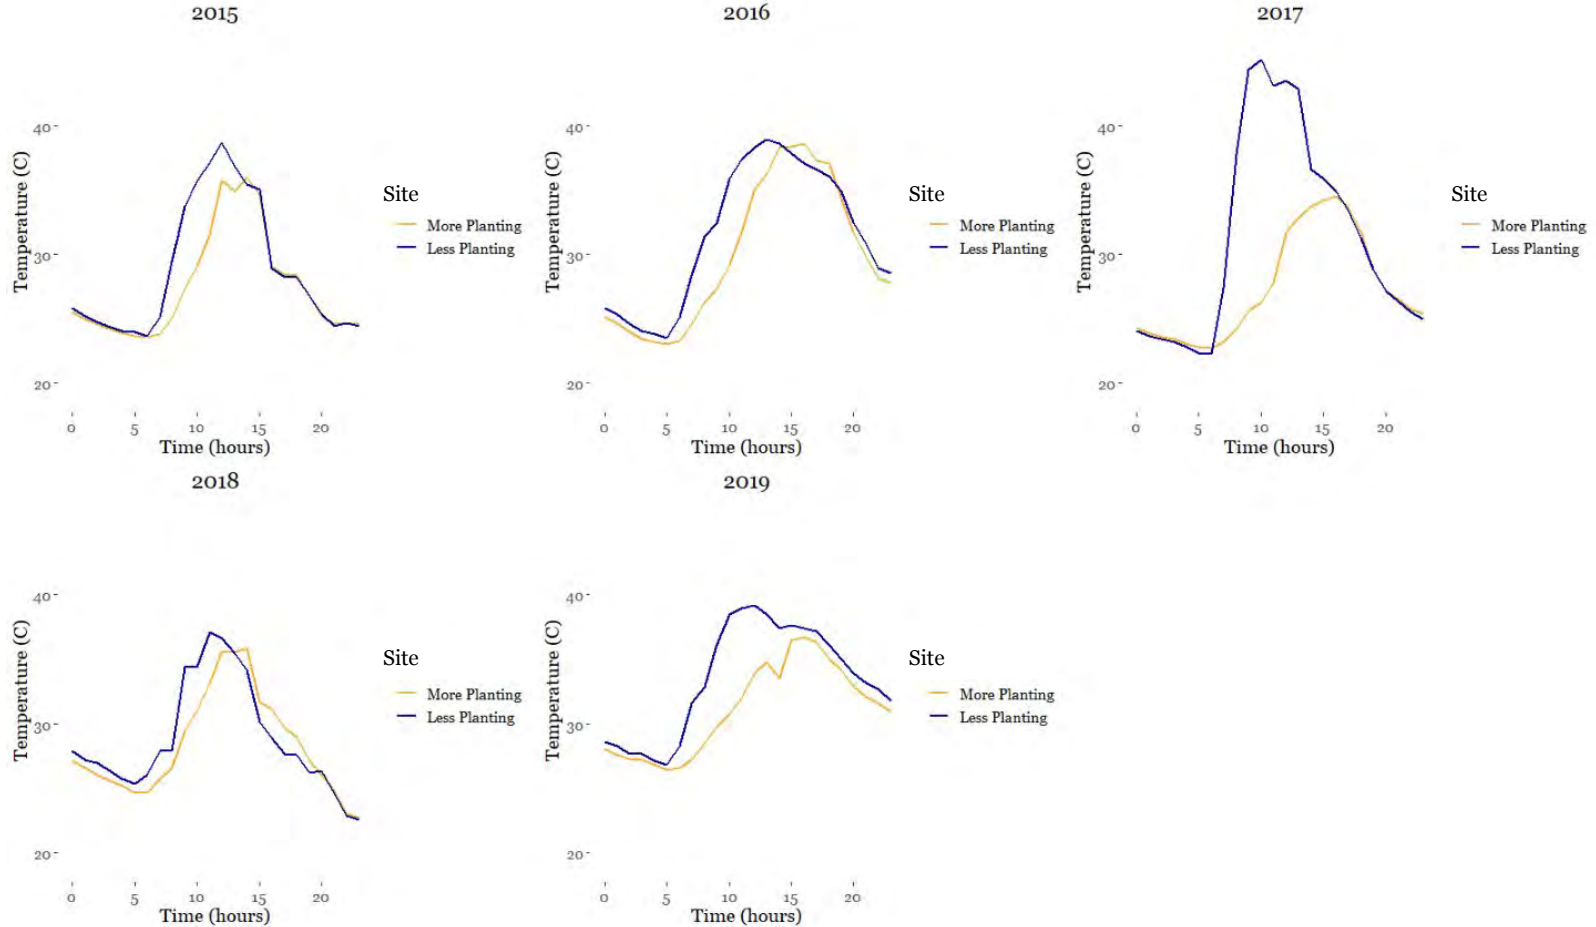 2015
2016
2017
40
30
20
Temperature (C)
0 5 10 15 20
Time (hours)
Site
More Planting
Less Planting
40
30
20
Temperature (C)
0 5 10 15 20
Time (hours)
Site
More Planting
Less Planting
40
30
20
Temperature (C)
0 5 10 15 20
Time (hours)
Site
More Planting
Less Planting
2018
2019
40
30
20
Temperature (C)
0 5 10 15 20
Time (hours)
Site
More Planting
Less Planting
40
30
20
Temperature (C)
0 5 10 15 20
Time (hours)
Site
More Planting
Less Planting